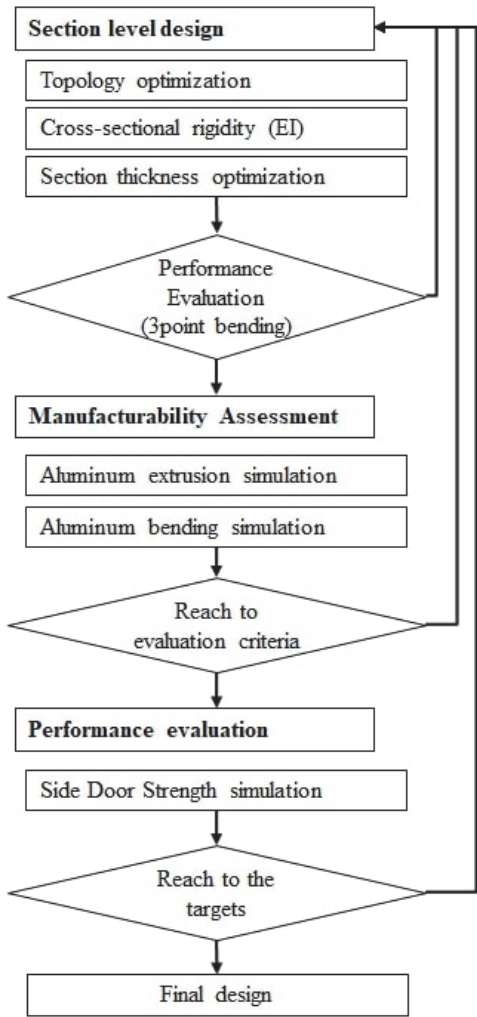 Section level design
Topology optimization
Cross-sectional rigidity (EI)
Section thickness optimization
Performance
Evaluation
(3point bending)
Manufacturability Assessment
Aluminum extrusion simulation
Aluminum bending simulation
Reach to
evaluation criteria
Performance evaluation
Side Door Strength simulation
Reach to the
targets
Final design